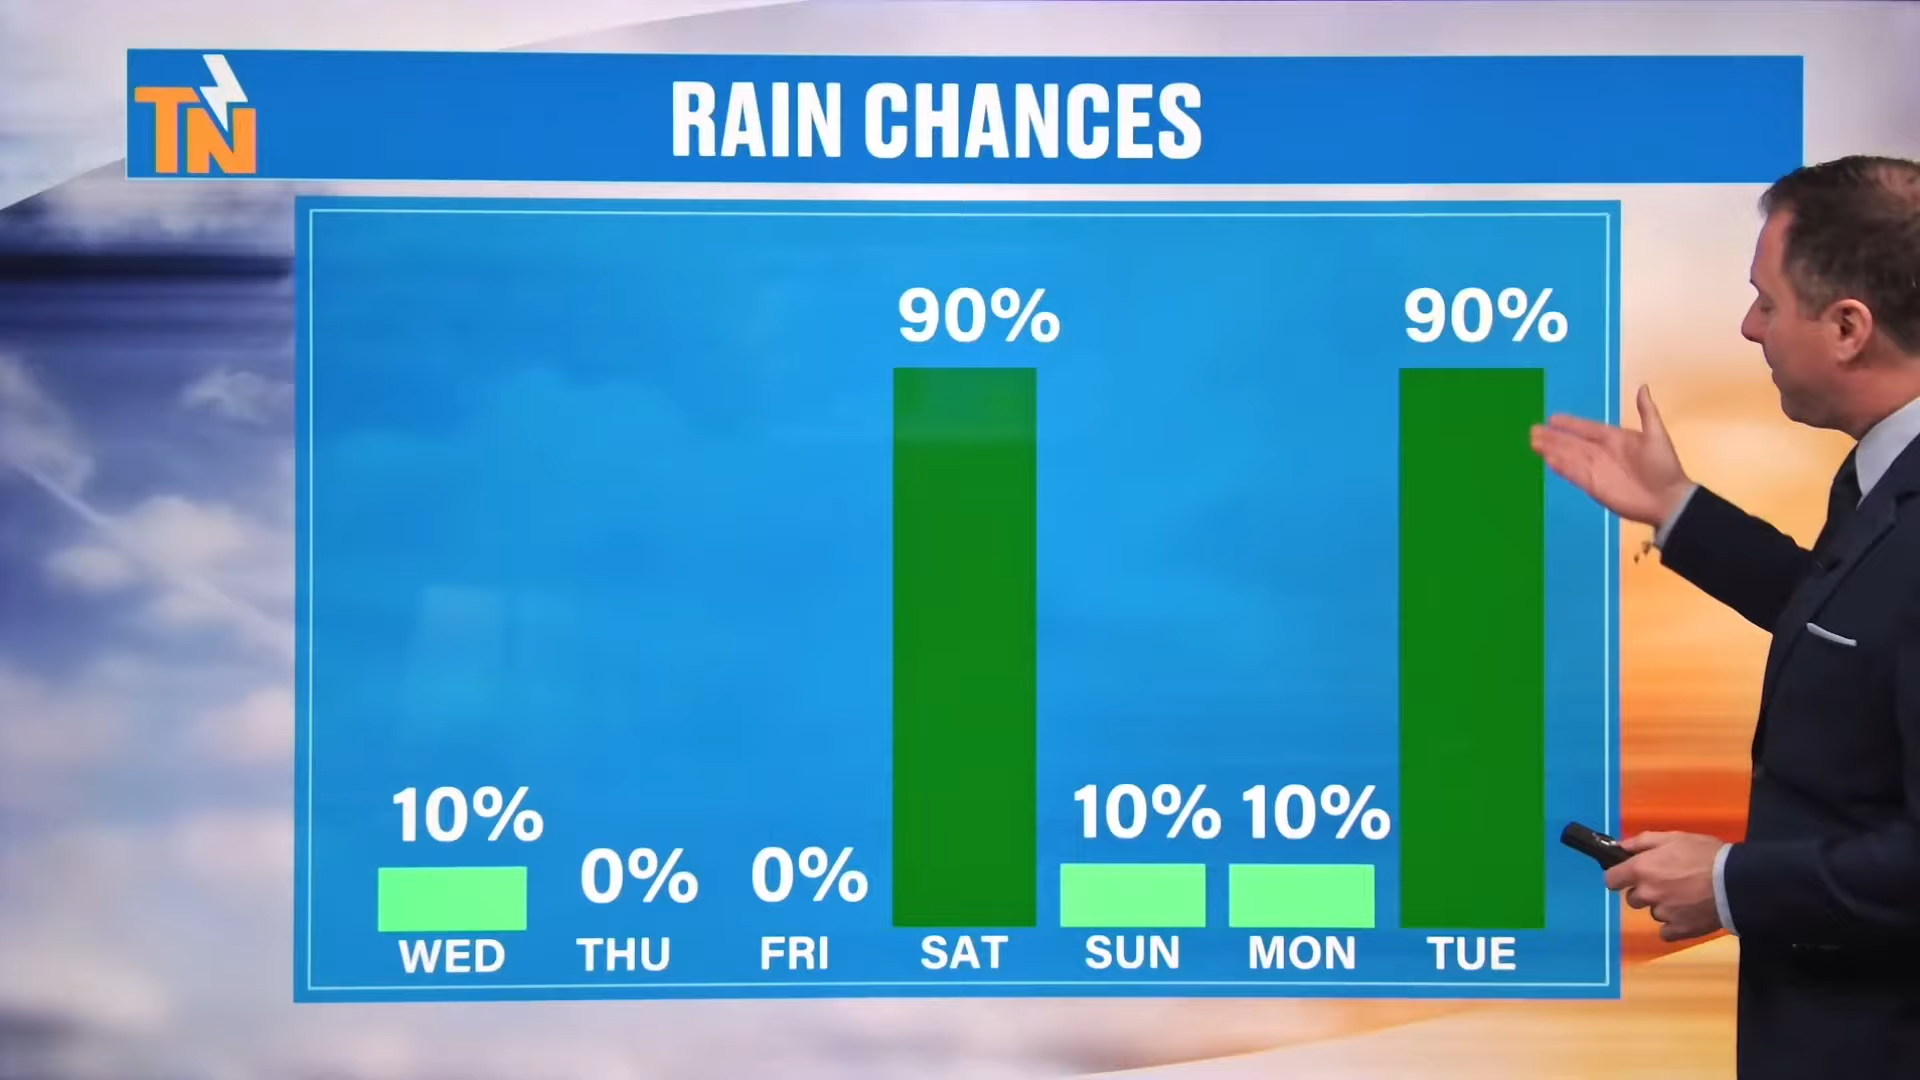 TN
RAIN CHANCES
90% 90%
10% 0% 0% 10% 10%
WED THU FRI SAT SUN MON TUE